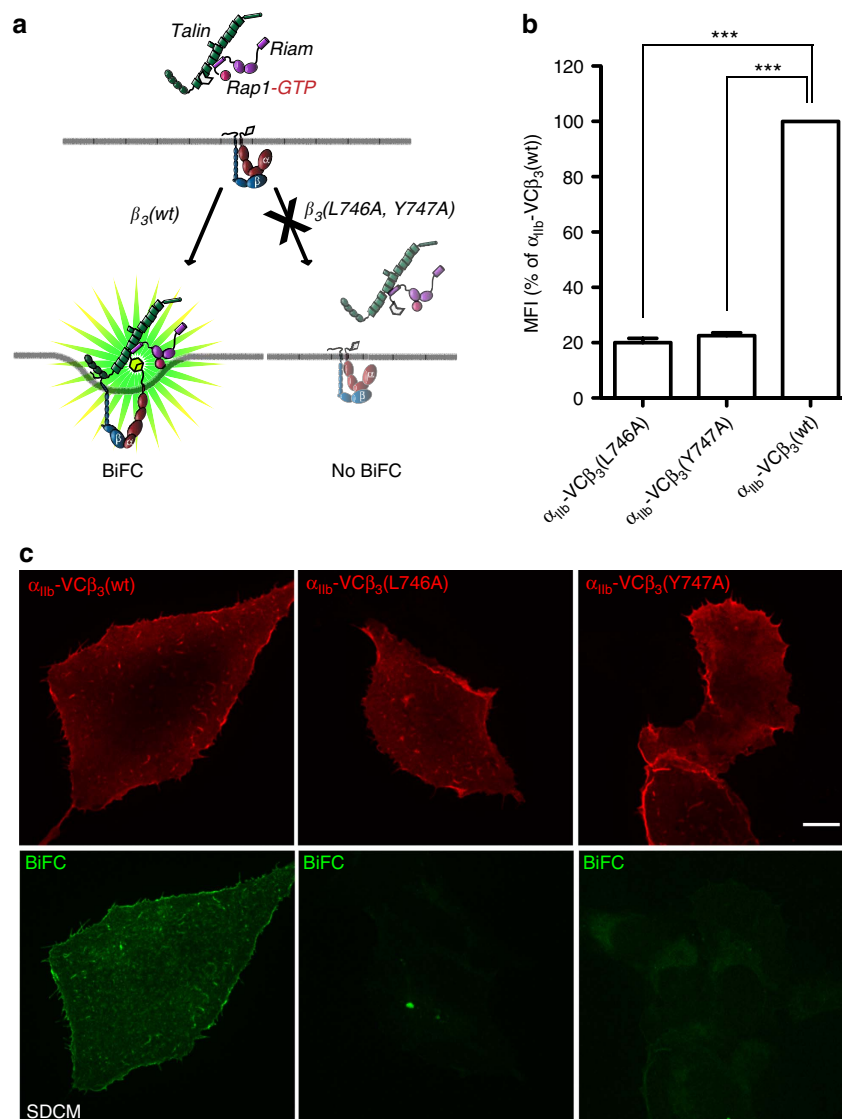 a
Talin
Riam
Rap1-GTP
α
β
β₃(wt)
β₃(L746A, Y747A)
β
α
α
β
BiFC
No BiFC
b
***
***
MFI (% of αIIb-VCβ₃(wt))
120
100
80
60
40
20
0
αIIb-VCβ₃(L746A)
αIIb-VCβ₃(Y747A)
αIIb-VCβ₃(wt)
c
αIIb-VCβ₃(wt)
αIIb-VCβ₃(L746A)
αIIb-VCβ₃(Y747A)
BiFC
BiFC
BiFC
SDCM